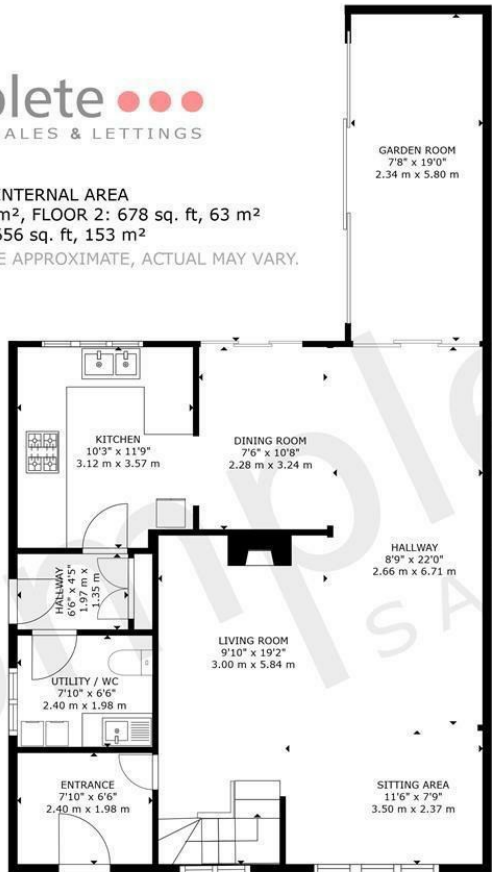 plete
ALES & LETTINGS
INTERNAL AREA
m², FLOOR 2: 678 sq. ft, 63 m²
656 sq. ft, 153 m²
E APPROXIMATE, ACTUAL MAY VARY.
GARDEN ROOM
7'8" x 19'0"
2.34 m x 5.80 m
KITCHEN
10'3" x 11'9"
3.12 m x 3.57 m
DINING ROOM
7'6" x 10'8"
2.28 m x 3.24 m
HALLWAY
8'9" x 22'0"
2.66 m x 6.71 m
HALLWAY
6'6" x 4'5"
1.97 m x
1.35 m
LIVING ROOM
9'10" x 19'2"
3.00 m x 5.84 m
UTILITY / WC
7'10" x 6'6"
2.40 m x 1.98 m
ENTRANCE
7'10" x 6'6"
2.40 m x 1.98 m
SITTING AREA
11'6" x 7'9"
3.50 m x 2.37 m
mple
SA